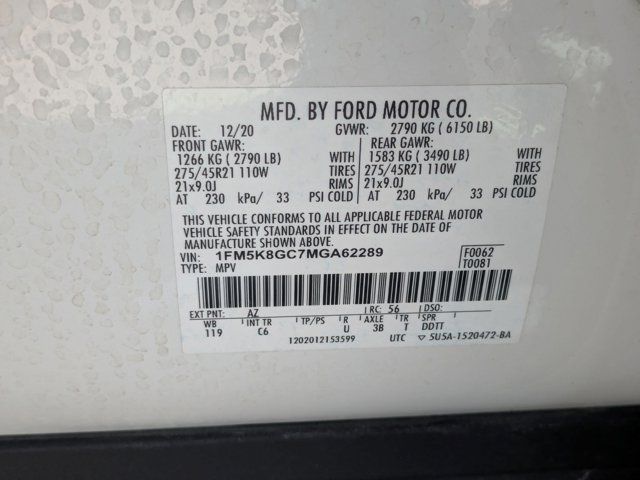 MFD. BY FORD MOTOR CO.
DATE: 12/20 GVWR: 2790 KG ( 6150 LB)
FRONT GAWR: REAR GAWR:
1266 KG ( 2790 LB) WITH 1583 KG ( 3490 LB) WITH
275/45R21 110W TIRES 275/45R21 110W TIRES
21x9.0J RIMS 21x9.0J RIMS
AT 230 kPa/ 33 PSI COLD AT 230 kPa/ 33 PSI COLD
THIS VEHICLE CONFORMS TO ALL APPLICABLE FEDERAL MOTOR
VEHICLE SAFETY STANDARDS IN EFFECT ON THE DATE OF
MANUFACTURE SHOWN ABOVE.
VIN: 1FM5K8GC7MGA62289 F0062
TYPE: MPV T0081
EXT PNT: AZ RC: 56 DSO:
WB INT TR TP/PS R AXLE TR SPR
119 C6 U 3B T DDTT
1202012153599 UTC ▽ 5U5A-1520472-BA